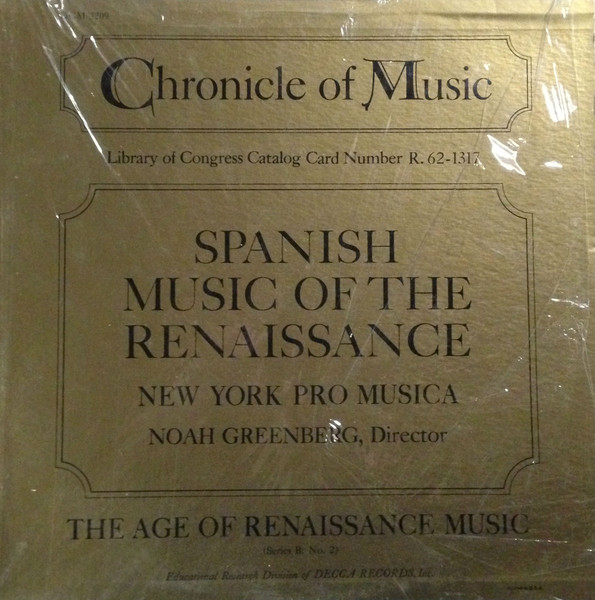 Chronicle of Music
Library of Congress Catalog Card Number R. 62-1317
SPANISH
MUSIC OF THE
RENAISSANCE
NEW YORK PRO MUSICA
NOAH GREENBERG, Director
THE AGE OF RENAISSANCE MUSIC
(Series B: No. 2)
Educational Research Division of DECCA RECORDS, Inc.